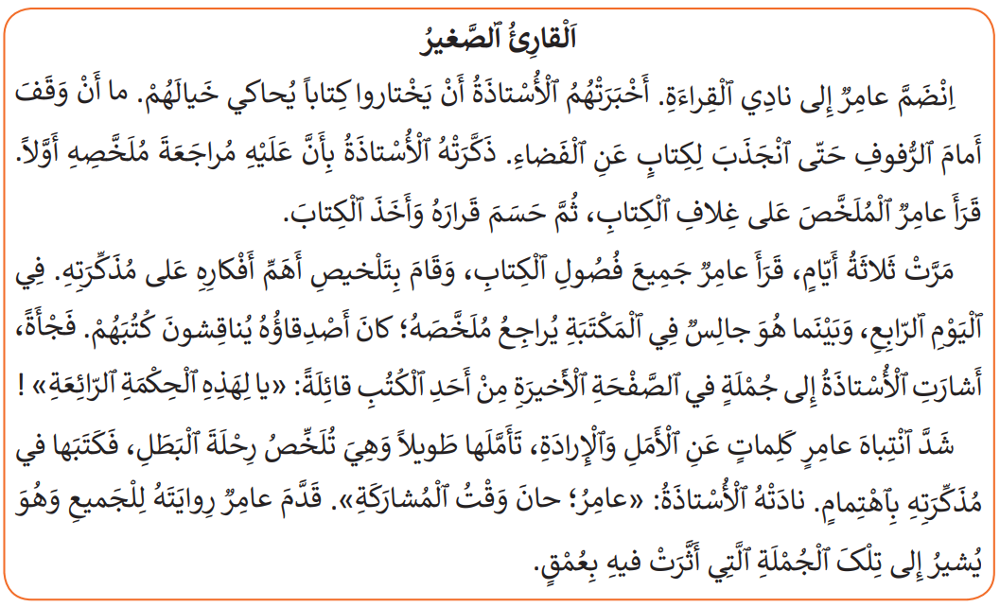 اَلْقارِئُ ٱلصَّغيرُ
اِنْضَمَّ عامِرٌ إِلى نادِي ٱلْقِراءَةِ. أَخْبَرَتْهُمُ ٱلْأُسْتاذَةُ أَنْ يَخْتاروا كِتاباً يُحاكي خَيالَهُمْ. ما أَنْ وَقَفَ
أَمامَ ٱلرُّفوفِ حَتّى ٱنْجَذَبَ لِكِتابٍ عَنِ ٱلْفَضاءِ. ذَكَّرَتْهُ ٱلْأُسْتاذَةُ بِأَنَّ عَلَيْهِ مُراجَعَةَ مُلَخَّصِهِ أَوَّلاً.
قَرَأَ عامِرٌ ٱلْمُلَخَّصَ عَلى غِلافِ ٱلْكِتابِ، ثُمَّ حَسَمَ قَرارَهُ وَأَخَذَ ٱلْكِتابَ.
مَرَّتْ ثَلاثَةُ أَيّامٍ، قَرَأَ عامِرٌ جَميعَ فُصُولِ ٱلْكِتابِ، وَقَامَ بِتَلْخيصِ أَهَمِّ أَفْكارِهِ عَلى مُذَكِّرَتِهِ. فِي
ٱلْيَوْمِ ٱلرّابِعِ، وَبَيْنَما هُوَ جالِسٌ فِي ٱلْمَكْتَبَةِ يُراجِعُ مُلَخَّصَهُ؛ كانَ أَصْدِقاؤُهُ يُناقِشونَ كُتُبَهُمْ. فَجْأَةً،
أَشارَتِ ٱلْأُسْتاذَةُ إِلى جُمْلَةٍ في ٱلصَّفْحَةِ ٱلْأَخيرَةِ مِنْ أَحَدِ ٱلْكُتُبِ قائِلَةً: «يا لِهَذِهِ ٱلْحِكْمَةِ ٱلرّائِعَةِ» !
شَدَّ ٱنْتِباهَ عامِرٍ كَلِماتٍ عَنِ ٱلْأَمَلِ وَٱلْإِرادَةِ، تَأَمَّلَها طَويلاً وَهِيَ تُلَخِّصُ رِحْلَةَ ٱلْبَطَلِ، فَكَتَبَها في
مُذَكِّرَتِهِ بِٱهْتِمامٍ. نادَتْهُ ٱلْأُسْتاذَةُ: «عامِرُ؛ حانَ وَقْتُ ٱلْمُشارَكَةِ». قَدَّمَ عامِرٌ رِوايَتَهُ لِلْجَميعِ وَهُوَ
يُشيرُ إِلى تِلْكَ ٱلْجُمْلَةِ ٱلَّتِي أَثَّرَتْ فيهِ بِعُمْقٍ.